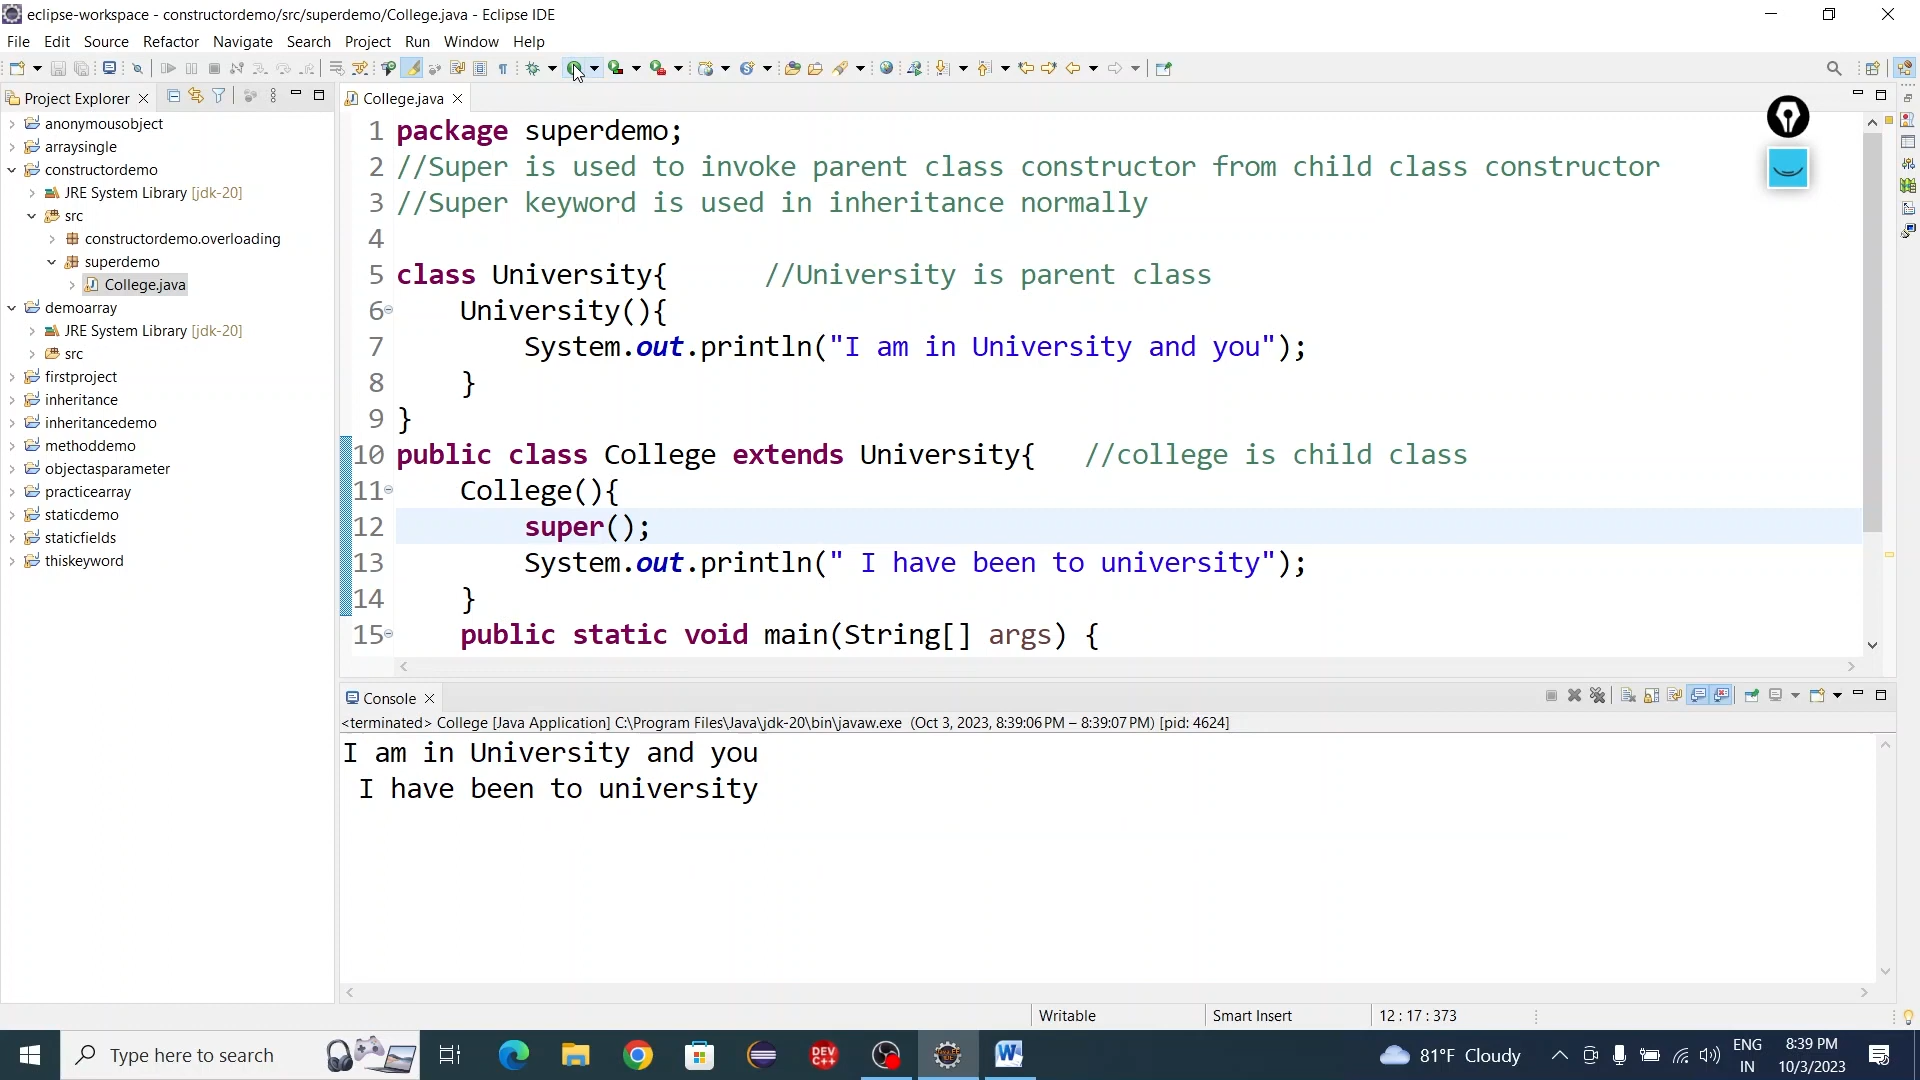 eclipse-workspace - constructordemo/src/superdemo/College.java - Eclipse IDE
File Edit Source Refactor Navigate Search Project Run Window Help
Project Explorer
anonymousobject
arraysingle
constructordemo
JRE System Library [jdk-20]
src
constructordemo.overloading
superdemo
College.java
demoarray
JRE System Library [jdk-20]
src
firstproject
inheritance
inheritancedemo
methoddemo
objectasparameter
practicearray
staticdemo
staticfields
thiskeyword
College.java
1 package superdemo;
2 //Super is used to invoke parent class constructor from child class constructor
3 //Super keyword is used in inheritance normally
4
5 class University{      //University is parent class
6     University(){
7         System.out.println("I am in University and you");
8     }
9 }
10 public class College extends University{   //college is child class
11     College(){
12         super();
13         System.out.println(" I have been to university");
14     }
15     public static void main(String[] args) {
Console
<terminated> College [Java Application] C:\Program Files\Java\jdk-20\bin\javaw.exe (Oct 3, 2023, 8:39:06 PM – 8:39:07 PM) [pid: 4624]
I am in University and you
 I have been to university
Writable Smart Insert 12 : 17 : 373
Type here to search
DEV C++
81°F Cloudy
ENG
IN
8:39 PM
10/3/2023